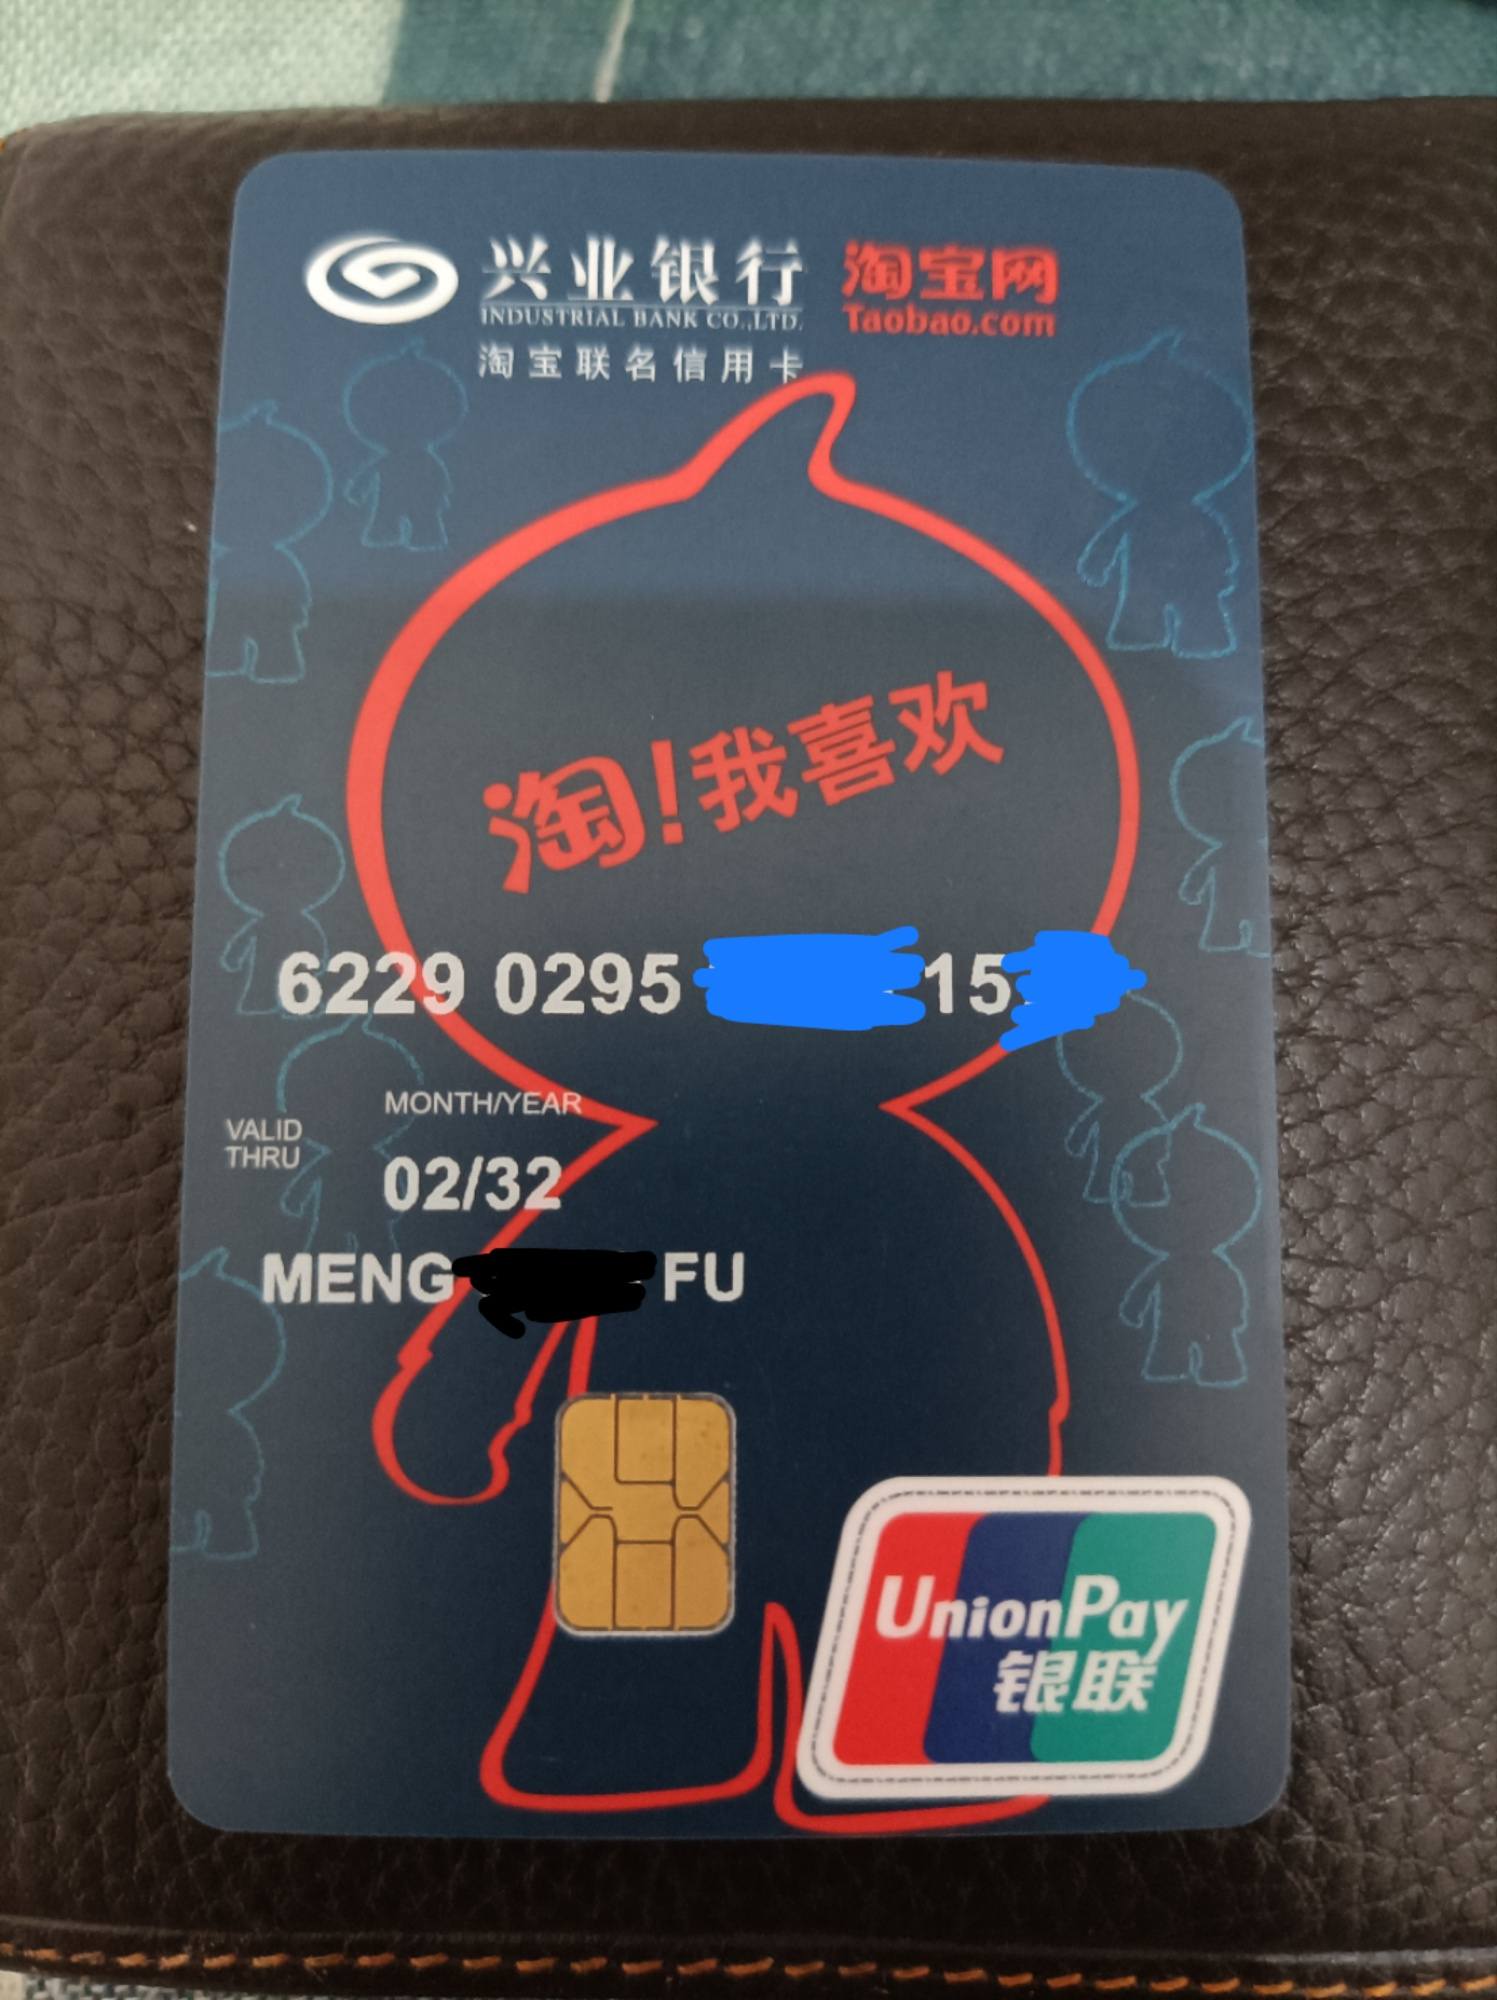 兴业银行 淘宝网
INDUSTRIAL BANK CO.,LTD. Taobao.com
淘宝联名信用卡
淘!我喜欢
6229 0295 15
MONTH/YEAR
VALID
THRU
02/32
MENG FU
UnionPay
银联